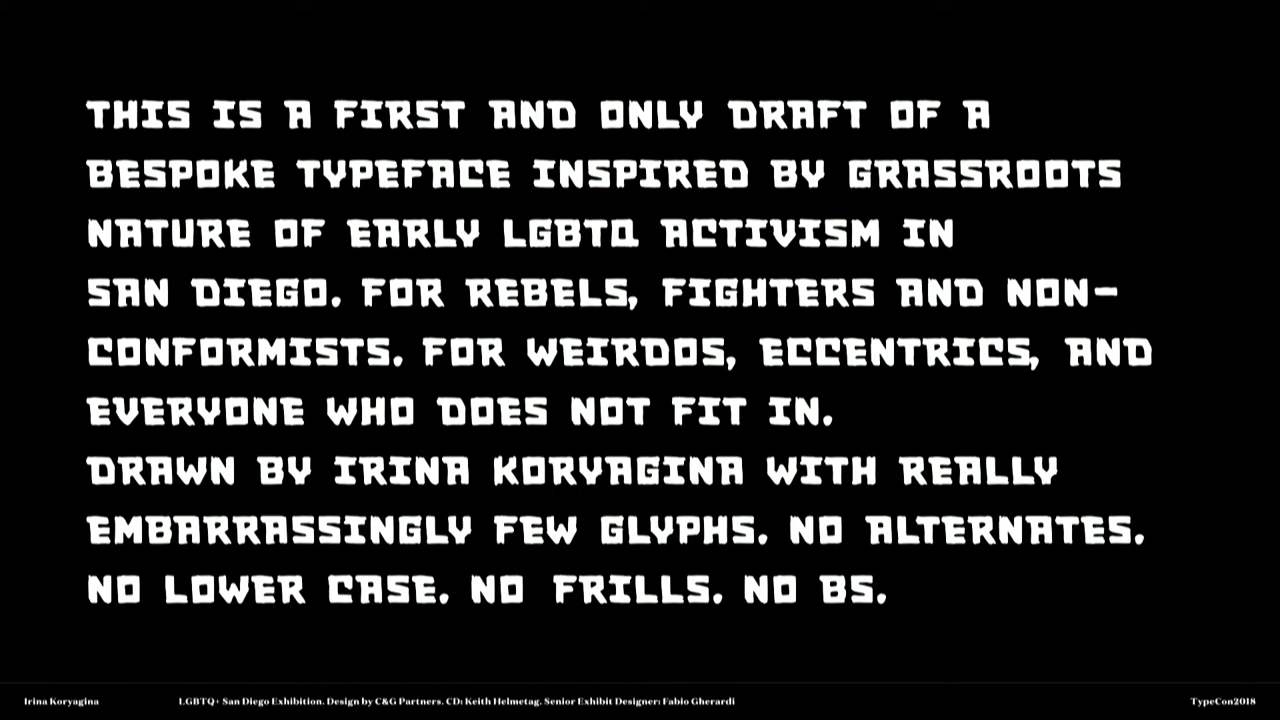 THIS IS A FIRST AND ONLY DRAFT OF A
BESPOKE TYPEFACE INSPIRED BY GRASSROOTS
NATURE OF EARLY LGBTQ ACTIVISM IN
SAN DIEGO. FOR REBELS, FIGHTERS AND NON-
CONFORMISTS. FOR WEIRDOS, ECCENTRICS, AND
EVERYONE WHO DOES NOT FIT IN.
DRAWN BY IRINA KORYAGINA WITH REALLY
EMBARRASSINGLY FEW GLYPHS. NO ALTERNATES.
NO LOWER CASE. NO FRILLS. NO BS.
Irina Koryagina
LGBTQ+ San Diego Exhibition. Design by C&G Partners. CD: Keith Helmetag. Senior Exhibit Designer: Fabio Gherardi
TypeCon2018